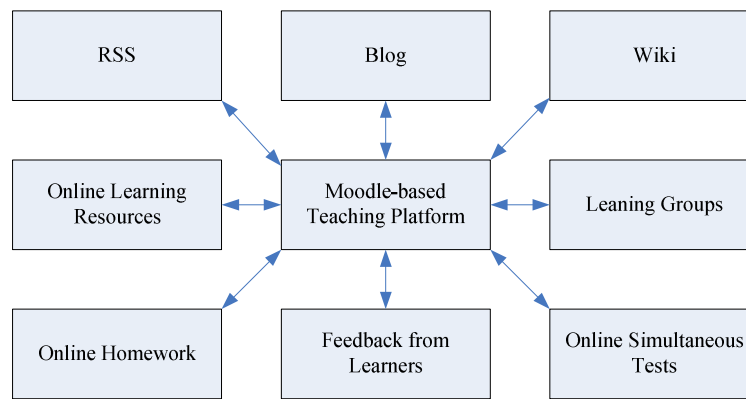 RSS
Blog
Wiki
Online Learning
Resources
Moodle-based
Teaching Platform
Leaning Groups
Online Homework
Feedback from
Learners
Online Simultaneous
Tests